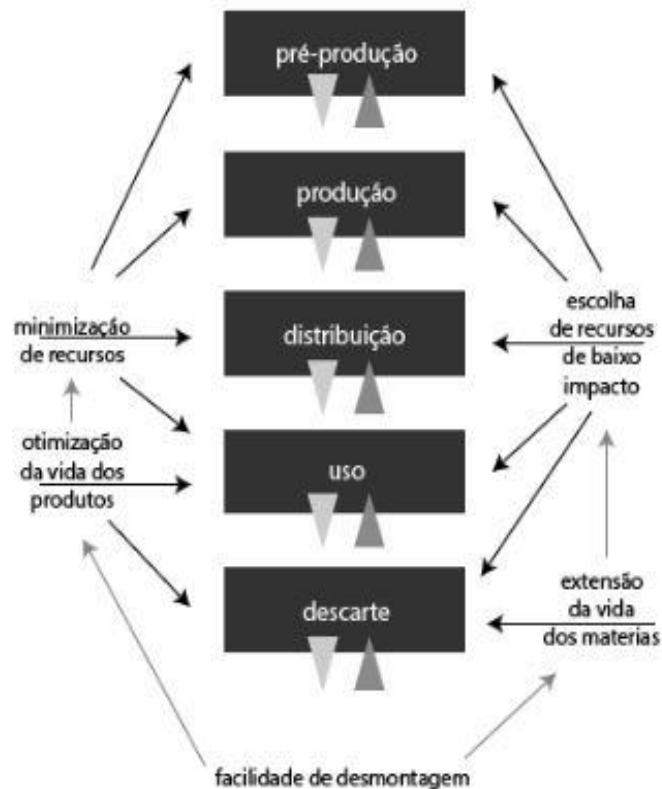 pré-produção
produção
distribuição
uso
descarte
minimização
de recursos
otimização
da vida dos
produtos
escolha
de recursos
de baixo
impacto
extensão
da vida
dos materias
facilidade de desmontagem